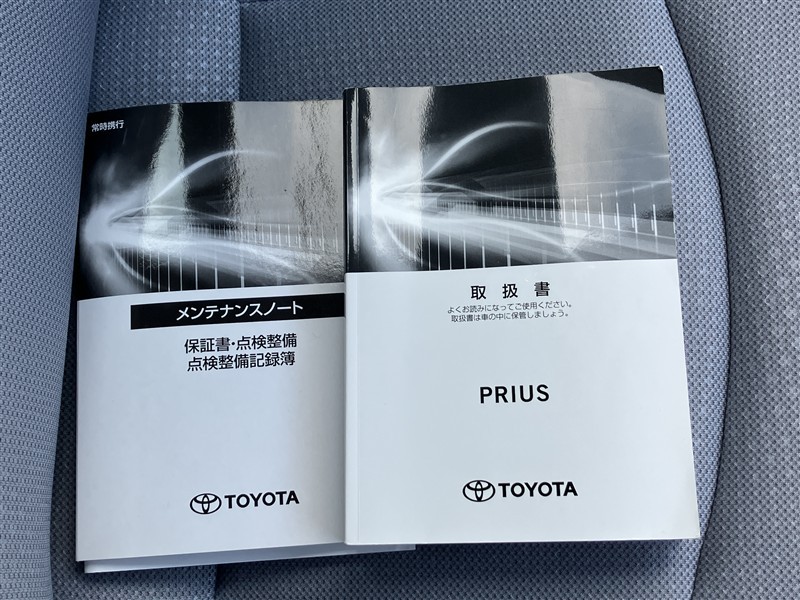 常時携行
メンテナンスノート
保証書・点検整備
点検整備記録簿
TOYOTA
取扱書
よくお読みになってご使用ください。
取扱書は車の中に保管しましょう。
PRIUS
TOYOTA